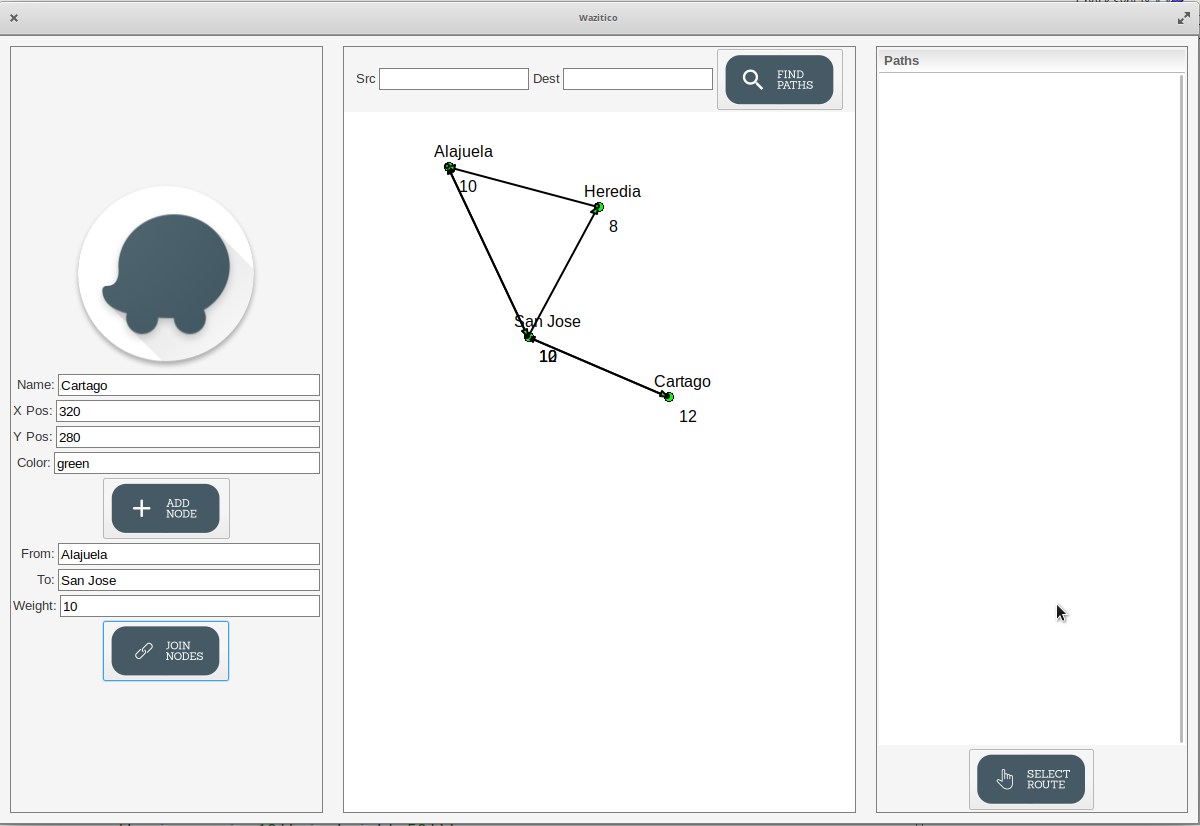 Wazitico
Name: Cartago
X Pos: 320
Y Pos: 280
Color: green
ADD
NODE
From: Alajuela
To: San Jose
Weight: 10
JOIN
NODES
Src
Dest
FIND
PATHS
Alajuela
10
Heredia
8
San Jose
Cartago
12
Paths
SELECT
ROUTE